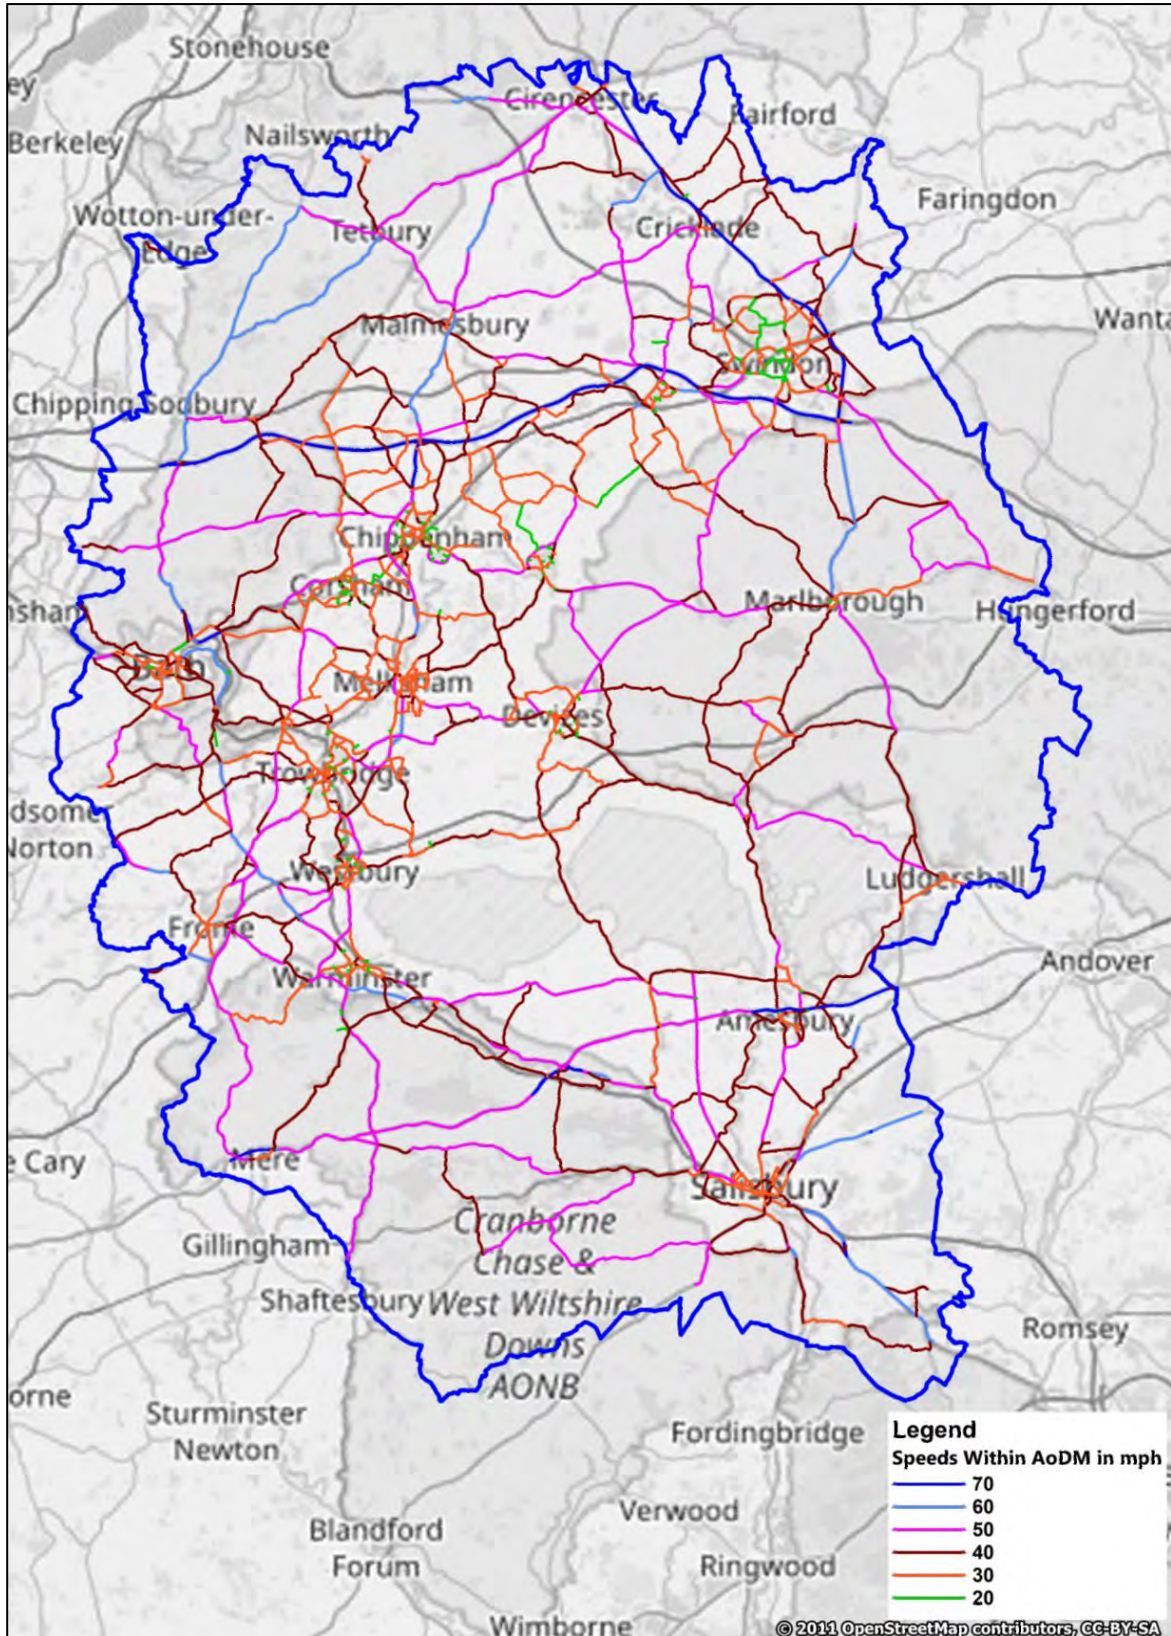 Stonehouse
ey
Cirencester
Fairford
Nailsworth
Berkeley
Faringdon
Wotton-under-
Edge
Tetbury
Cricklade
Malmesbury
Wanta
Swindon
Chipping Sodbury
Chippenham
Corsham
Marlborough
Hungerford
nsham
Bath
Melksham
Devizes
Trowbridge
dsomer
Norton
Westbury
Ludgershall
Frome
Warminster
Andover
Amesbury
e Cary
Mere
Salisbury
Cranborne
Chase &
West Wiltshire
Downs
AONB
Gillingham
Shaftesbury
Romsey
orne
Sturminster
Newton
Fordingbridge
Verwood
Blandford
Forum
Ringwood
Wimborne
Legend
Speeds Within AoDM in mph
70
60
50
40
30
20
© 2011 OpenStreetMap contributors, CC-BY-SA